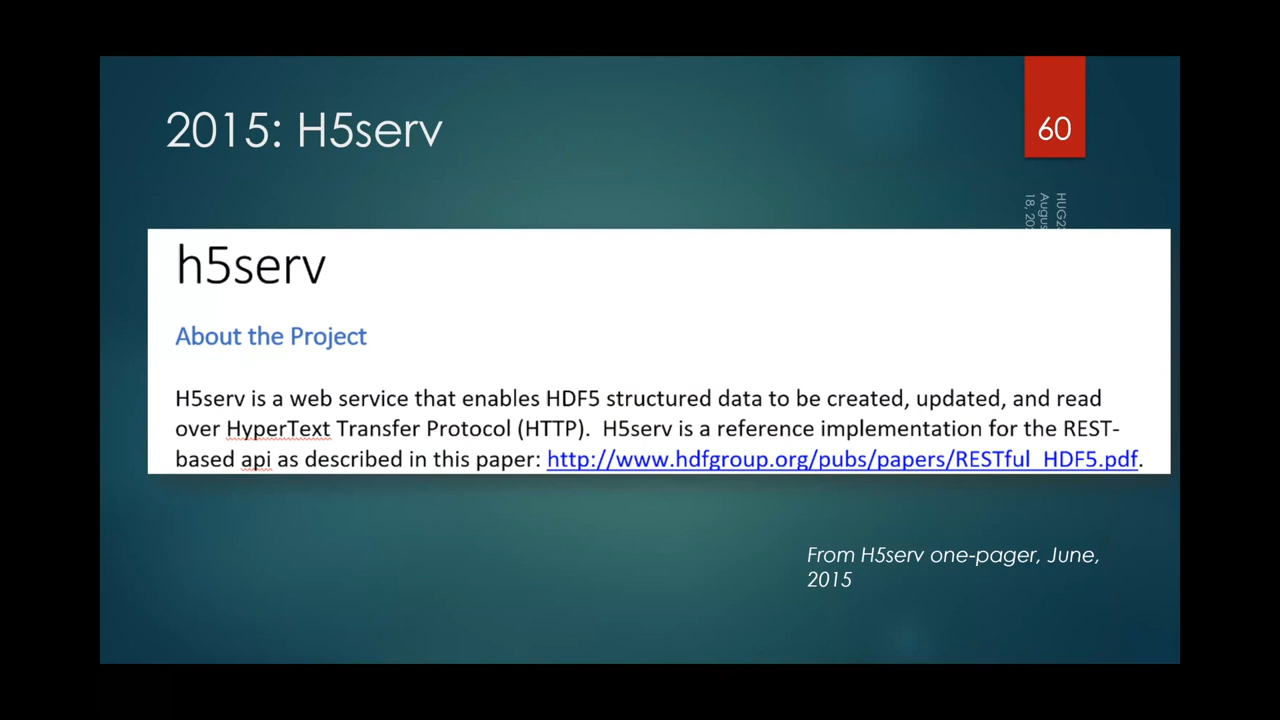 2015: H5serv
60
h5serv
About the Project
H5serv is a web service that enables HDF5 structured data to be created, updated, and read
over HyperText Transfer Protocol (HTTP).  H5serv is a reference implementation for the REST-
based api as described in this paper: http://www.hdfgroup.org/pubs/papers/RESTful_HDF5.pdf.
From H5serv one-pager, June,
2015